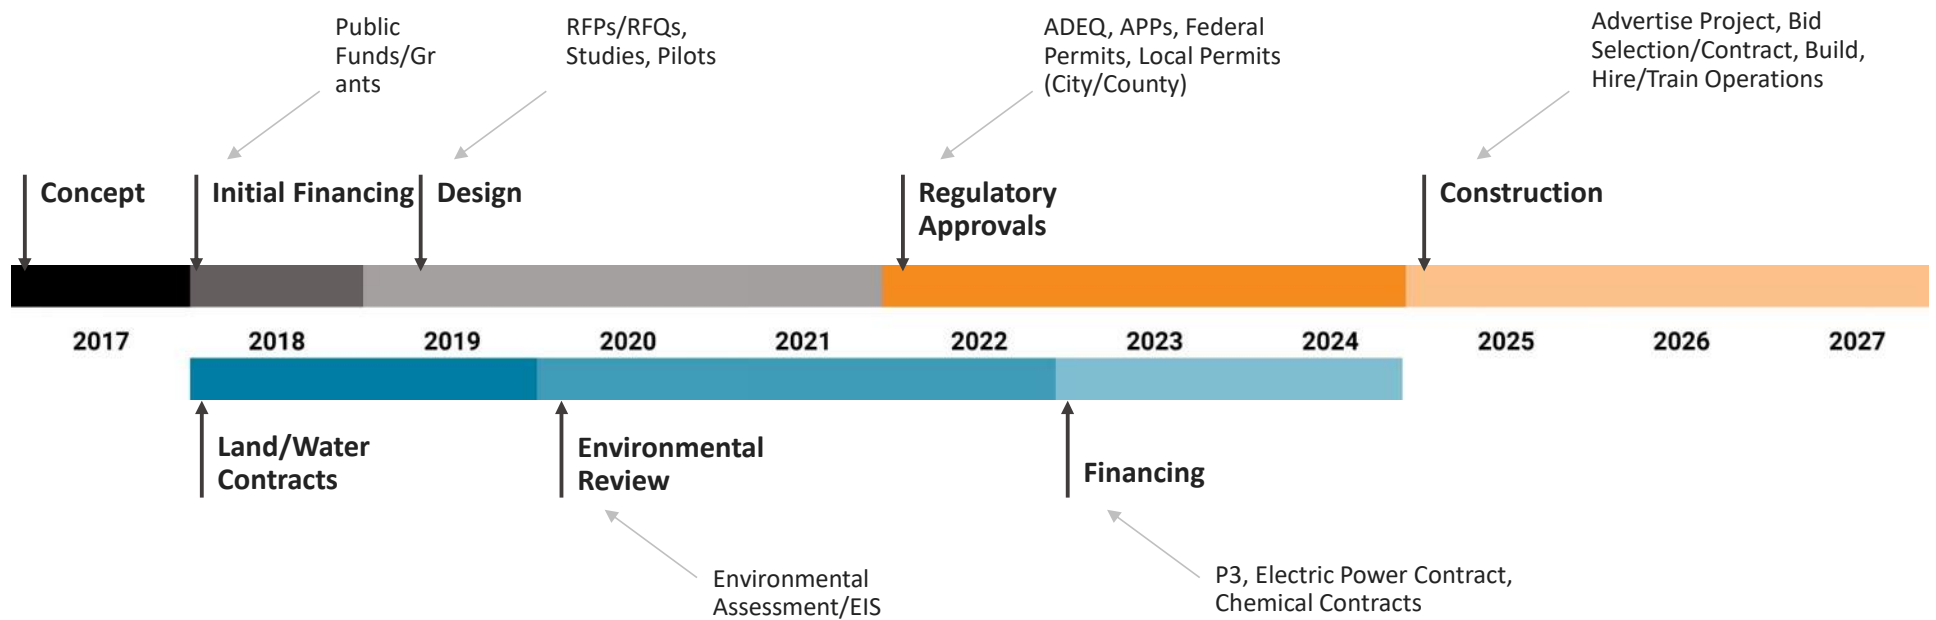 Public
Funds/Gr
ants
RFPs/RFQs,
Studies, Pilots
ADEQ, APPs, Federal
Permits, Local Permits
(City/County)
Advertise Project, Bid
Selection/Contract, Build,
Hire/Train Operations
Concept
Initial Financing
Design
Regulatory
Approvals
Construction
2017 2018 2019 2020 2021 2022 2023 2024 2025 2026 2027
Land/Water
Contracts
Environmental
Review
Financing
Environmental
Assessment/EIS
P3, Electric Power Contract,
Chemical Contracts